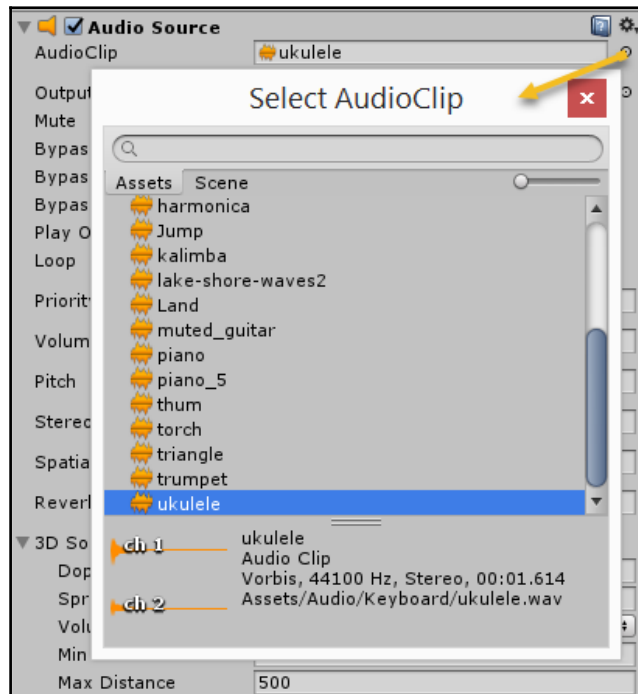 Audio Source
AudioClip ukulele
Output
Select AudioClip
Mute
Bypas
Bypas
Assets Scene
Bypas
harmonica
Play O
Jump
Loop
kalimba
lake-shore-waves2
Priorit
Land
muted_guitar
Volum
piano
Pitch
piano_5
thum
Stereo
torch
triangle
Spatia
trumpet
Reverl
ukulele
3D So
ch 1
ukulele
Audio Clip
Dop
Vorbis, 44100 Hz, Stereo, 00:01.614
Spr
ch 2
Assets/Audio/Keyboard/ukulele.wav
Volu
Min
Max Distance 500